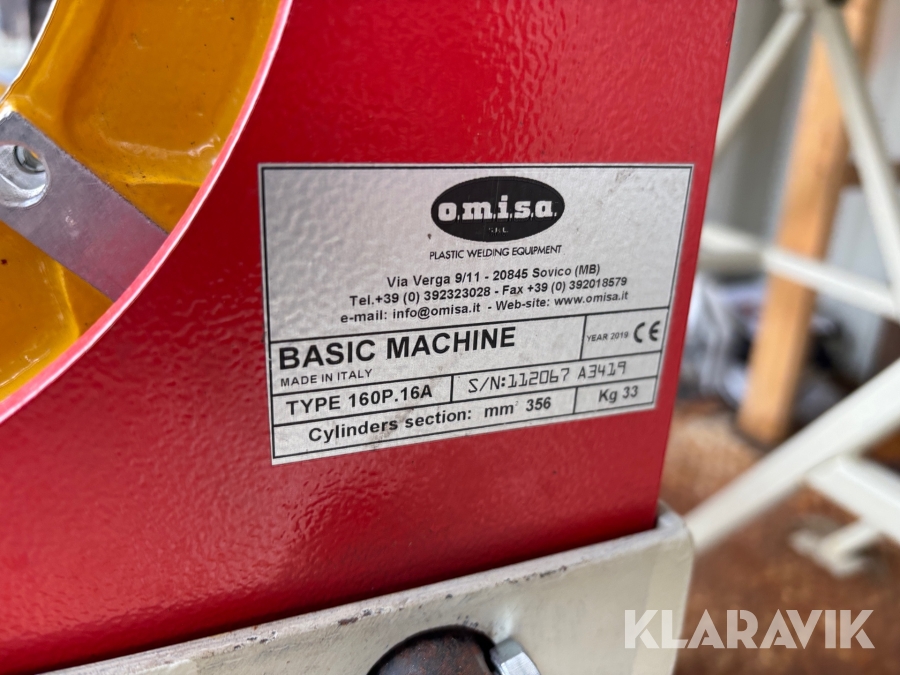 o.m.i.s.a.
S.R.L.
PLASTIC WELDING EQUIPMENT
Via Verga 9/11 - 20845 Sovico (MB)
Tel.+39 (0) 392323028 - Fax +39 (0) 392018579
e-mail: info@omisa.it - Web-site: www.omisa.it
BASIC MACHINE
YEAR 2019 CE
MADE IN ITALY
TYPE 160P.16A
S/N:112067 A3419
Cylinders section: mm² 356
Kg 33
KLARAVIK